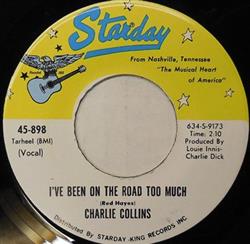 Starday
From Nashville, Tennessee
"The Musical Heart
of America"
45-898
Tarheel (BMI)
(Vocal)
634-S-9173
Time: 2:10
Produced By
Louie Innis-
Charlie Dick
I'VE BEEN ON THE ROAD TOO MUCH
(Red Hayes)
CHARLIE COLLINS
Distributed By STARDAY-KING RECORDS INC.